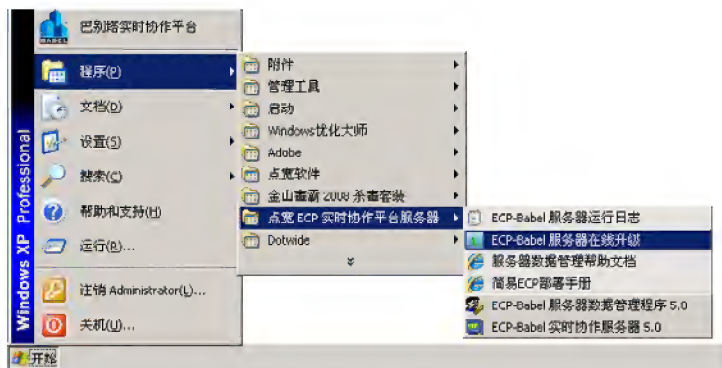 BABEL
巴别塔实时协作平台
程序(P)
文档(D)
设置(S)
搜索(C)
帮助和支持(H)
运行(R)...
注销 Administrator(L)...
关机(U)...
Windows XP Professional
开始
附件
管理工具
启动
Windows优化大师
Adobe
点宽软件
金山毒霸 2008 杀毒套装
点宽 ECP 实时协作平台服务器
Dotwide
ECP-Babel 服务器运行日志
ECP-Babel 服务器在线升级
服务器数据管理帮助文档
简易ECP部署手册
ECP-Babel 服务器数据管理程序 5.0
ECP-Babel 实时协作服务器 5.0